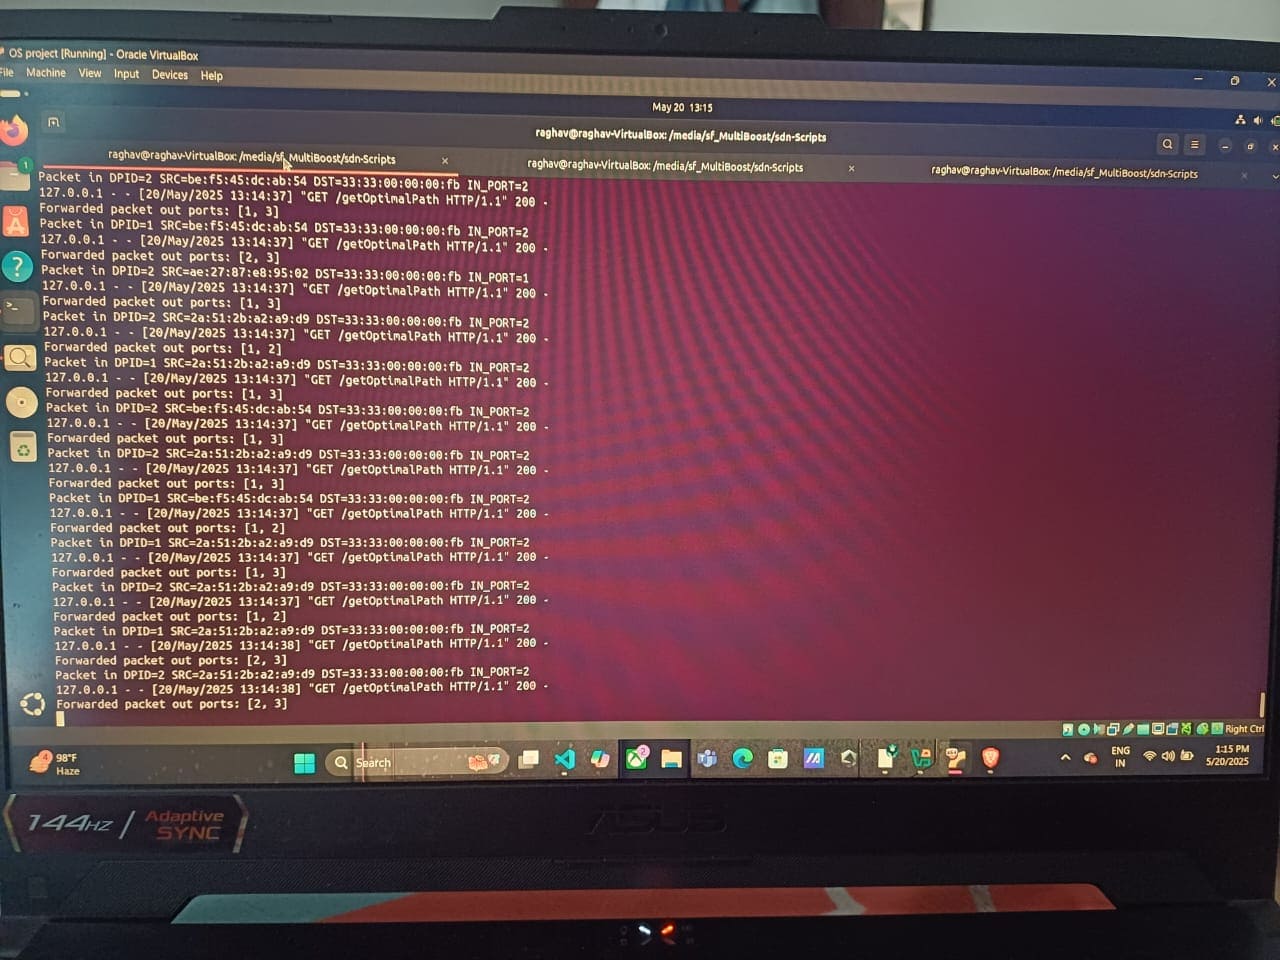 OS project [Running] - Oracle VirtualBox
File Machine View Input Devices Help
May 20 13:15
raghav@raghav-VirtualBox: /media/sf_MultiBoost/sdn-Scripts
raghav@raghav-VirtualBox: /media/sf_MultiBoost/sdn-Scripts × raghav@raghav-VirtualBox: /media/sf_MultiBoost/sdn-Scripts × raghav@raghav-VirtualBox: /media/sf_MultiBoost/sdn-Scripts ×
Packet in DPID=2 SRC=be:f5:45:dc:ab:54 DST=33:33:00:00:00:fb IN_PORT=2
127.0.0.1 - - [20/May/2025 13:14:37] "GET /getOptimalPath HTTP/1.1" 200 -
Forwarded packet out ports: [1, 3]
Packet in DPID=1 SRC=be:f5:45:dc:ab:54 DST=33:33:00:00:00:fb IN_PORT=2
127.0.0.1 - - [20/May/2025 13:14:37] "GET /getOptimalPath HTTP/1.1" 200 -
Forwarded packet out ports: [2, 3]
Packet in DPID=2 SRC=ae:27:87:e8:95:02 DST=33:33:00:00:00:fb IN_PORT=1
127.0.0.1 - - [20/May/2025 13:14:37] "GET /getOptimalPath HTTP/1.1" 200 -
Forwarded packet out ports: [1, 3]
Packet in DPID=2 SRC=2a:51:2b:a2:a9:d9 DST=33:33:00:00:00:fb IN_PORT=2
127.0.0.1 - - [20/May/2025 13:14:37] "GET /getOptimalPath HTTP/1.1" 200 -
Forwarded packet out ports: [1, 2]
Packet in DPID=1 SRC=2a:51:2b:a2:a9:d9 DST=33:33:00:00:00:fb IN_PORT=2
127.0.0.1 - - [20/May/2025 13:14:37] "GET /getOptimalPath HTTP/1.1" 200 -
Forwarded packet out ports: [1, 3]
Packet in DPID=2 SRC=be:f5:45:dc:ab:54 DST=33:33:00:00:00:fb IN_PORT=2
127.0.0.1 - - [20/May/2025 13:14:37] "GET /getOptimalPath HTTP/1.1" 200 -
Forwarded packet out ports: [1, 3]
Packet in DPID=2 SRC=2a:51:2b:a2:a9:d9 DST=33:33:00:00:00:fb IN_PORT=2
127.0.0.1 - - [20/May/2025 13:14:37] "GET /getOptimalPath HTTP/1.1" 200 -
Forwarded packet out ports: [1, 3]
Packet in DPID=1 SRC=be:f5:45:dc:ab:54 DST=33:33:00:00:00:fb IN_PORT=2
127.0.0.1 - - [20/May/2025 13:14:37] "GET /getOptimalPath HTTP/1.1" 200 -
Forwarded packet out ports: [1, 2]
Packet in DPID=1 SRC=2a:51:2b:a2:a9:d9 DST=33:33:00:00:00:fb IN_PORT=2
127.0.0.1 - - [20/May/2025 13:14:37] "GET /getOptimalPath HTTP/1.1" 200 -
Forwarded packet out ports: [1, 3]
Packet in DPID=2 SRC=2a:51:2b:a2:a9:d9 DST=33:33:00:00:00:fb IN_PORT=2
127.0.0.1 - - [20/May/2025 13:14:37] "GET /getOptimalPath HTTP/1.1" 200 -
Forwarded packet out ports: [1, 2]
Packet in DPID=1 SRC=2a:51:2b:a2:a9:d9 DST=33:33:00:00:00:fb IN_PORT=2
127.0.0.1 - - [20/May/2025 13:14:38] "GET /getOptimalPath HTTP/1.1" 200 -
Forwarded packet out ports: [2, 3]
Packet in DPID=2 SRC=2a:51:2b:a2:a9:d9 DST=33:33:00:00:00:fb IN_PORT=2
127.0.0.1 - - [20/May/2025 13:14:38] "GET /getOptimalPath HTTP/1.1" 200 -
Forwarded packet out ports: [2, 3]
Right Ctrl
98°F
Haze
Search
ENG
IN
1:15 PM
5/20/2025
144Hz / Adaptive
SYNC
ASUS